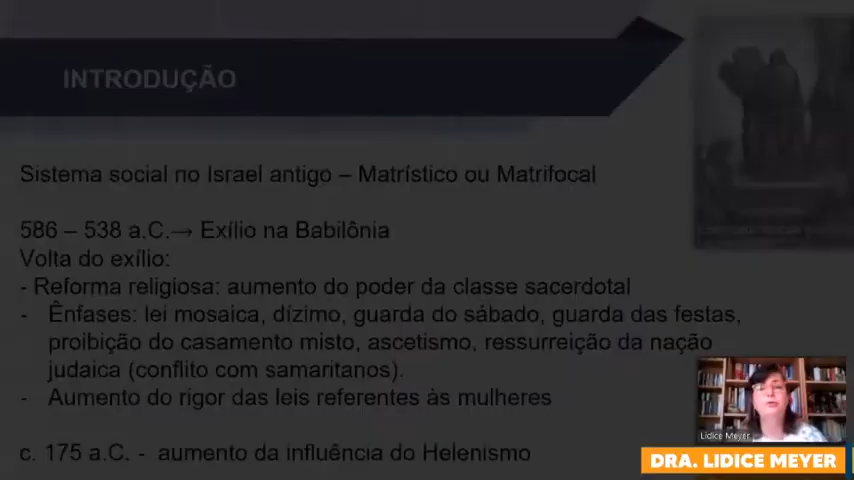 INTRODUÇÃO
Sistema social no Israel antigo – Matrístico ou Matrifocal
586 – 538 a.C.→ Exílio na Babilônia
Volta do exílio:
- Reforma religiosa: aumento do poder da classe sacerdotal
- Ênfases: lei mosaica, dízimo, guarda do sábado, guarda das festas,
proibição do casamento misto, ascetismo, ressurreição da nação
judaica (conflito com samaritanos).
- Aumento do rigor das leis referentes às mulheres
c. 175 a.C. - aumento da influência do Helenismo
Lidice Meyer
DRA. LIDICE MEYER